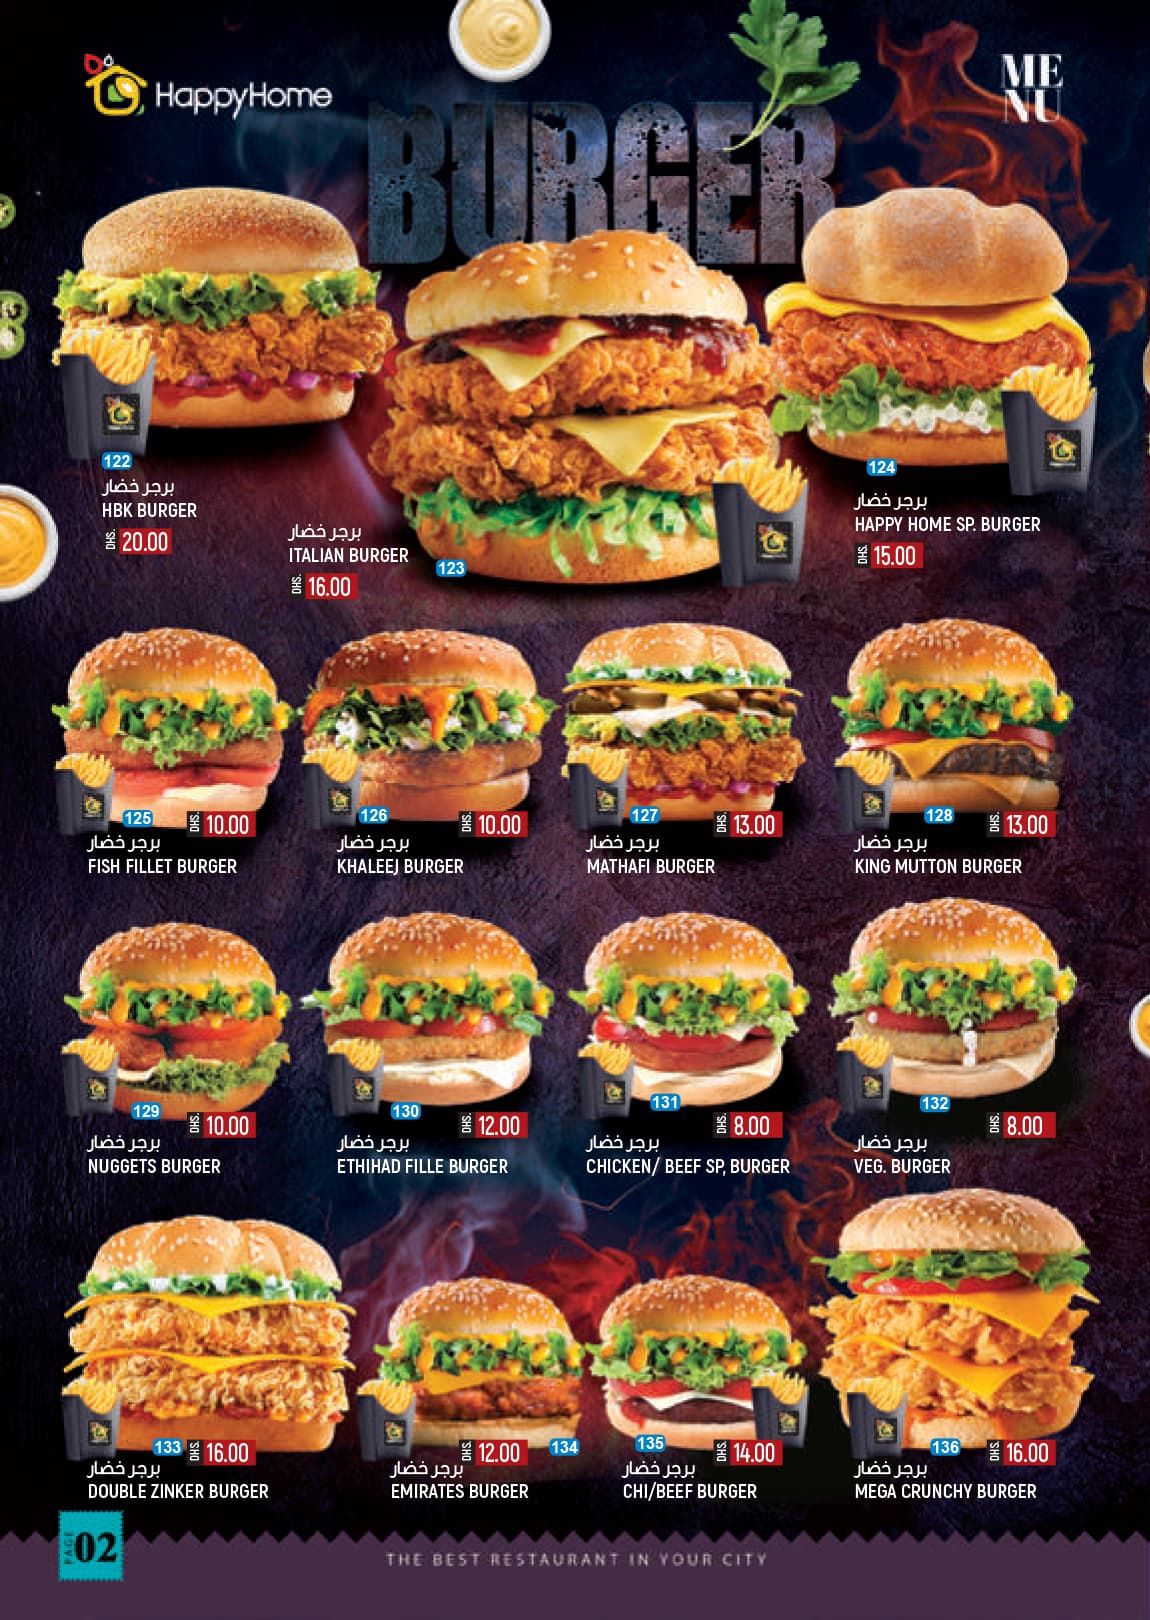 HappyHome
ME
NU
BURGER
122
برجر خضار
HBK BURGER
DHS. 20.00
برجر خضار
ITALIAN BURGER
DHS. 16.00
123
124
برجر خضار
HAPPY HOME SP. BURGER
DHS. 15.00
125
DHS. 10.00
برجر خضار
FISH FILLET BURGER
126
DHS. 10.00
برجر خضار
KHALEEJ BURGER
127
DHS. 13.00
برجر خضار
MATHAFI BURGER
128
DHS. 13.00
برجر خضار
KING MUTTON BURGER
129
DHS. 10.00
برجر خضار
NUGGETS BURGER
130
DHS. 12.00
برجر خضار
ETHIHAD FILLE BURGER
131
DHS. 8.00
برجر خضار
CHICKEN/ BEEF SP, BURGER
132
DHS. 8.00
برجر خضار
VEG. BURGER
133
DHS. 16.00
برجر خضار
DOUBLE ZINKER BURGER
DHS. 12.00
134
برجر خضار
EMIRATES BURGER
135
DHS. 14.00
برجر خضار
CHI/BEEF BURGER
136
DHS. 16.00
برجر خضار
MEGA CRUNCHY BURGER
PAGE 02
THE BEST RESTAURANT IN YOUR CITY